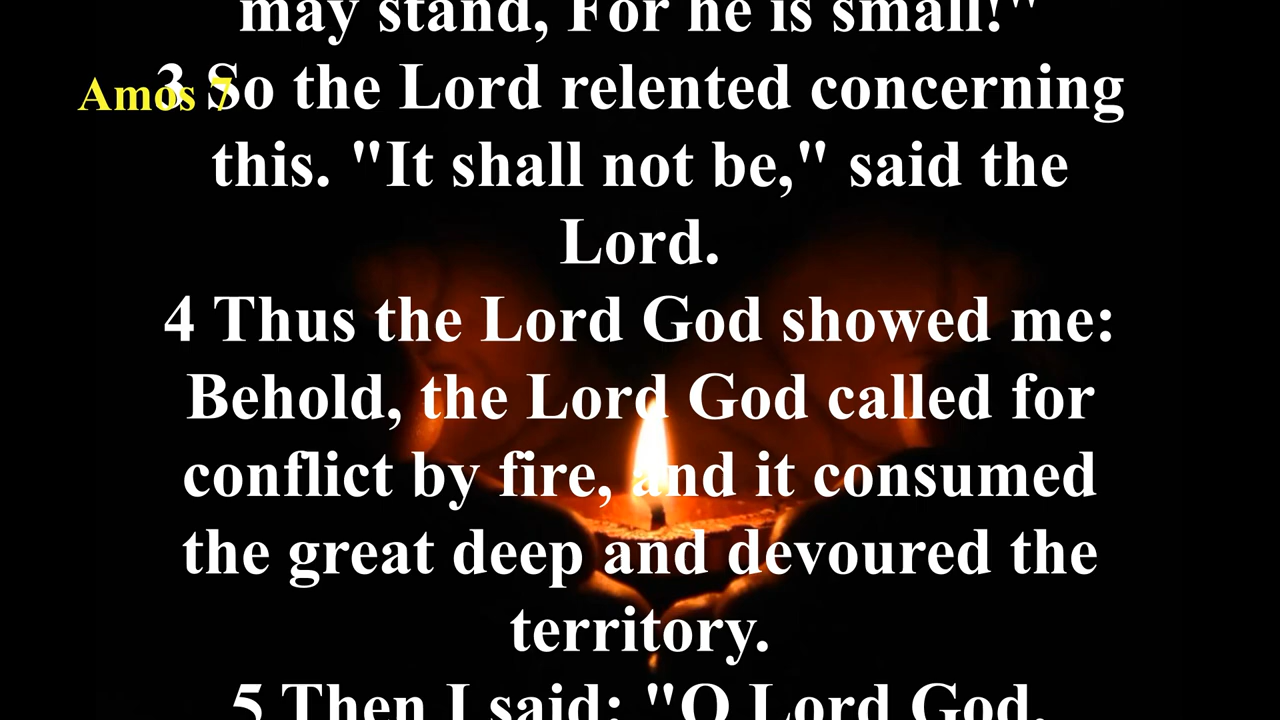 may stand, For he is small!"
Amos 7
3 So the Lord relented concerning
this. "It shall not be," said the
Lord.
4 Thus the Lord God showed me:
Behold, the Lord God called for
conflict by fire, and it consumed
the great deep and devoured the
territory.
5 Then I said: "O Lord God,